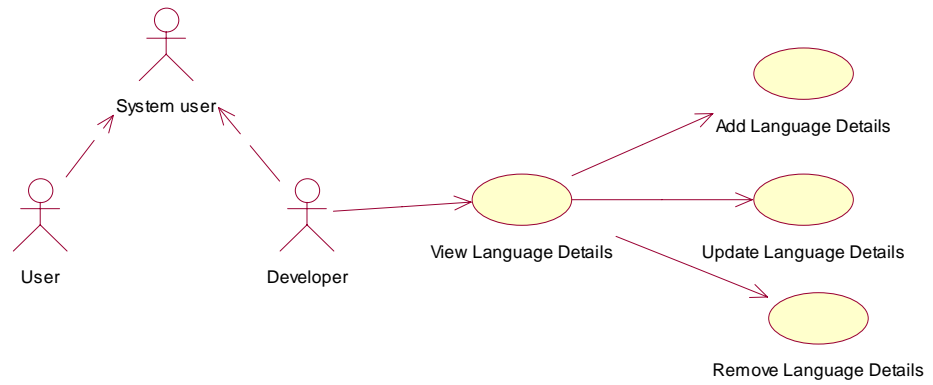 System user
Add Language Details
User
Developer
View Language Details
Update Language Details
Remove Language Details